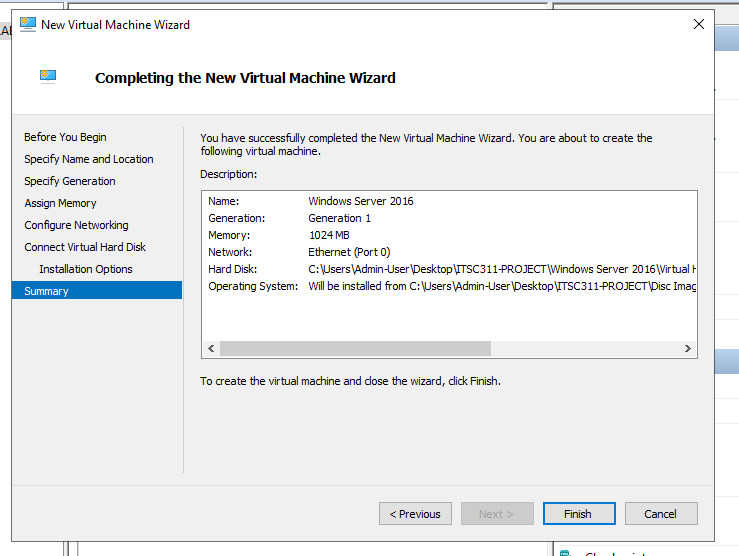 New Virtual Machine Wizard
Completing the New Virtual Machine Wizard
Before You Begin
Specify Name and Location
Specify Generation
Assign Memory
Configure Networking
Connect Virtual Hard Disk
Installation Options
Summary
You have successfully completed the New Virtual Machine Wizard. You are about to create the
following virtual machine.
Description:
Name: Windows Server 2016
Generation: Generation 1
Memory: 1024 MB
Network: Ethernet (Port 0)
Hard Disk: C:\Users\Admin-User\Desktop\ITSC311-PROJECT\Windows Server 2016\Virtual H
Operating System: Will be installed from C:\Users\Admin-User\Desktop\ITSC311-PROJECT\Disc Imag
To create the virtual machine and close the wizard, click Finish.
< Previous
Next >
Finish
Cancel